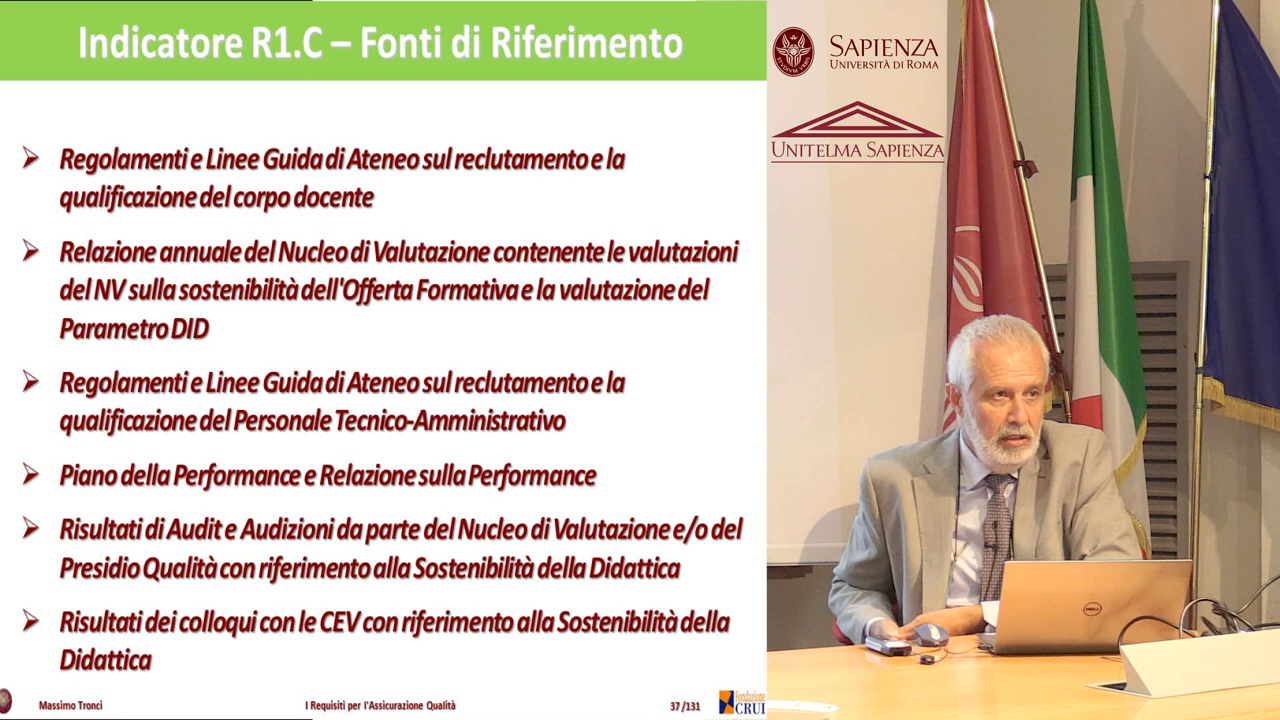 Indicatore R1.C – Fonti di Riferimento
Regolamenti e Linee Guida di Ateneo sul reclutamento e la
qualificazione del corpo docente
Relazione annuale del Nucleo di Valutazione contenente le valutazioni
del NV sulla sostenibilità dell'Offerta Formativa e la valutazione del
Parametro DID
Regolamenti e Linee Guida di Ateneo sul reclutamento e la
qualificazione del Personale Tecnico-Amministrativo
Piano della Performance e Relazione sulla Performance
Risultati di Audit e Audizioni da parte del Nucleo di Valutazione e/o del
Presidio Qualità con riferimento alla Sostenibilità della Didattica
Risultati dei colloqui con le CEV con riferimento alla Sostenibilità della
Didattica
Massimo Tronci
I Requisiti per l'Assicurazione Qualità
37 /131
Fondazione
CRUI
SAPIENZA
UNIVERSITÀ DI ROMA
UNITELMA SAPIENZA
DELL